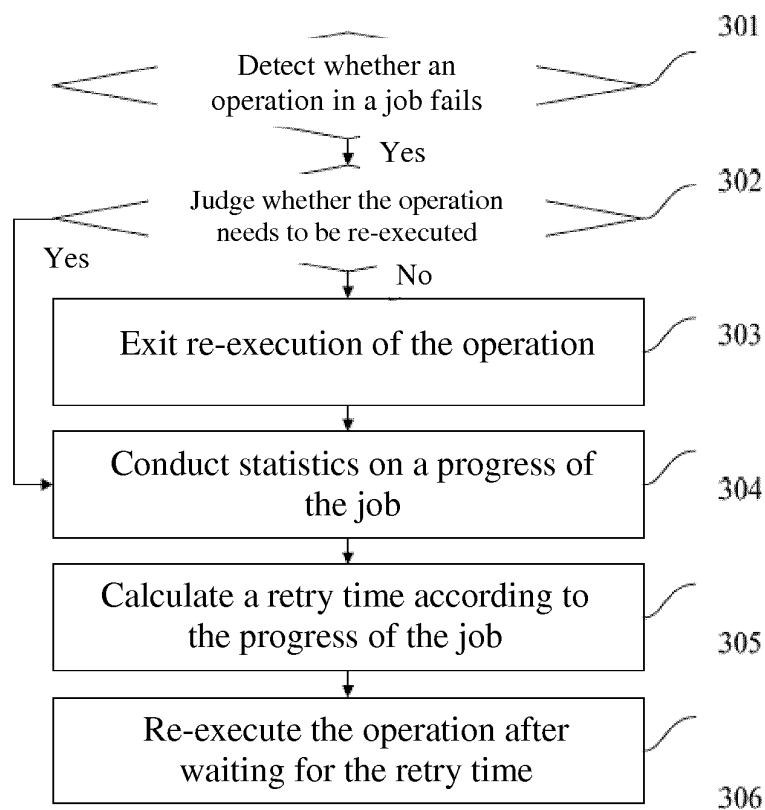 301
Detect whether an
operation in a job fails
Yes
302
Judge whether the operation
needs to be re-executed
Yes
No
303
Exit re-execution of the operation
Conduct statistics on a progress of
the job
304
Calculate a retry time according to
the progress of the job
305
Re-execute the operation after
waiting for the retry time
306